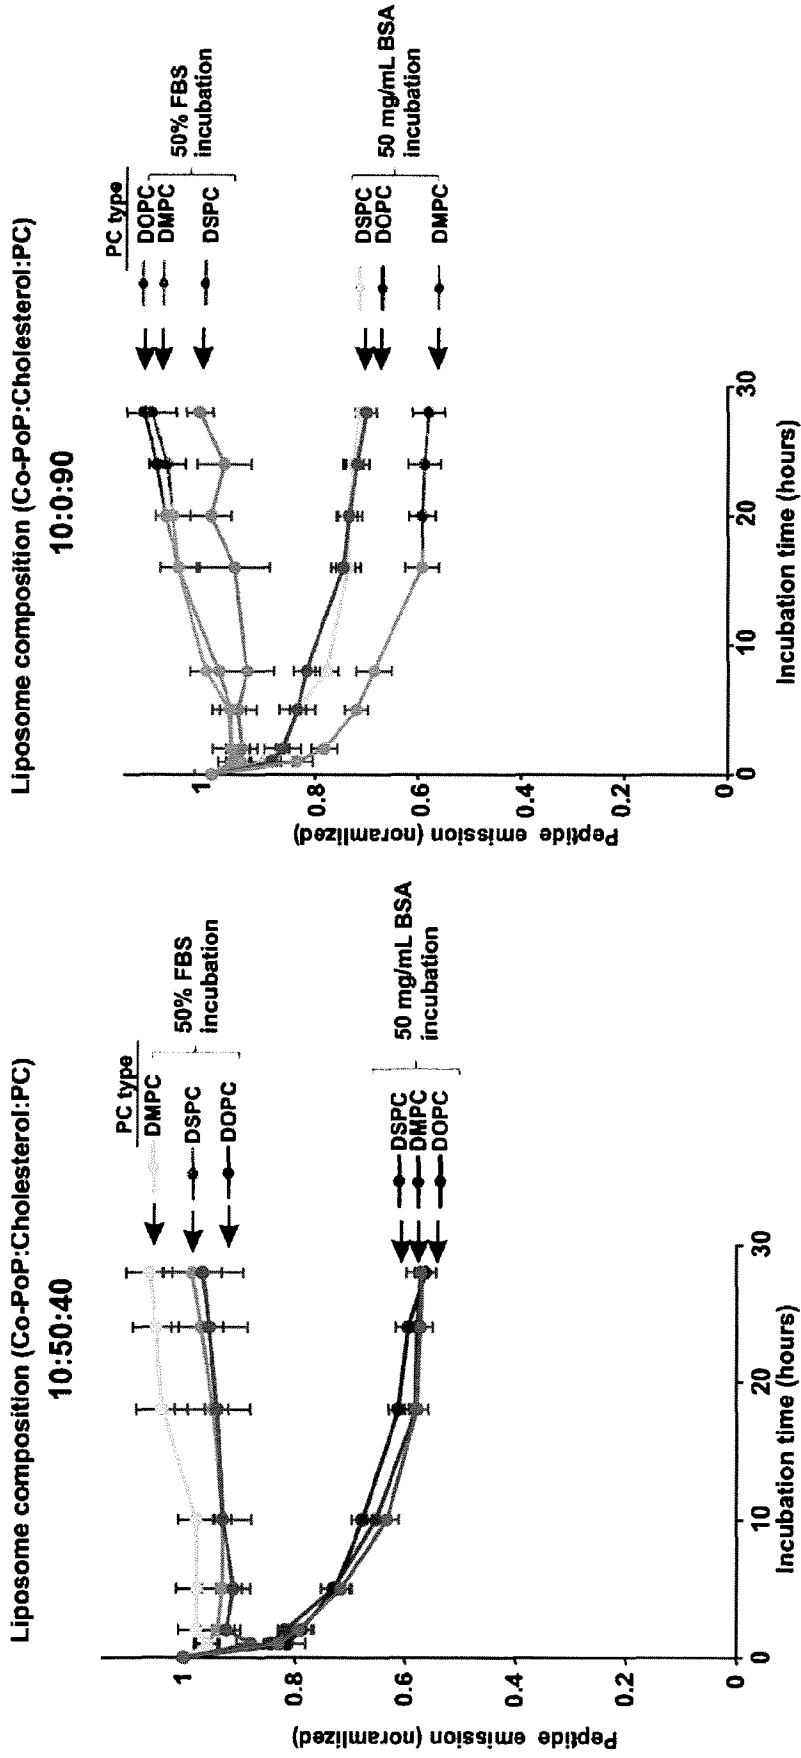 Liposome composition (Co-PoP:Cholesterol:PC)
10:50:40
PC type
DMPC
DSPC
DOPC
50% FBS
incubation
DSPC
DMPC
DOPC
50 mg/mL BSA
incubation
1
0.8
0.6
0.4
0.2
0
Peptide emission (noramlized)
0
10
20
30
Incubation time (hours)
Liposome composition (Co-PoP:Cholesterol:PC)
10:0:90
PC type
DOPC
DMPC
DSPC
50% FBS
incubation
DSPC
DOPC
DMPC
50 mg/mL BSA
incubation
1
0.8
0.6
0.4
0.2
0
Peptide emission (noramlized)
0
10
20
30
Incubation time (hours)